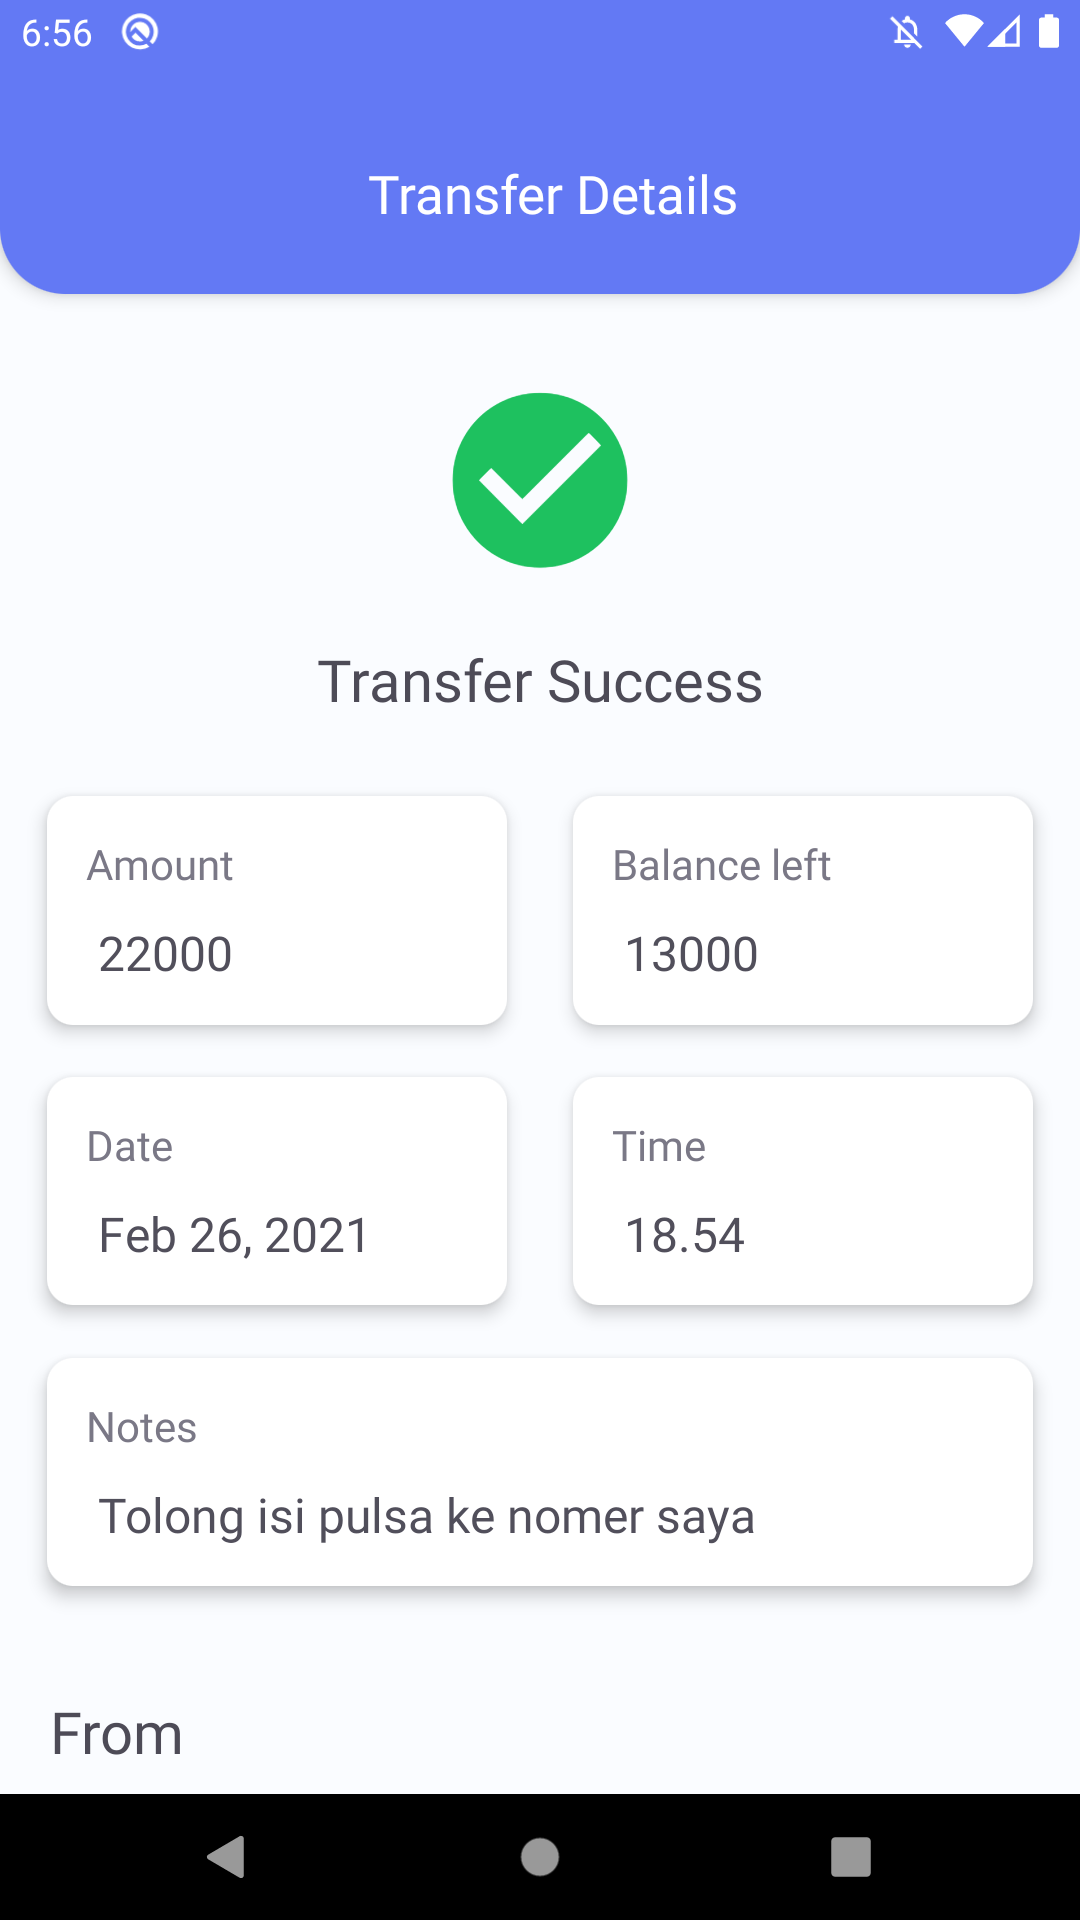 6:56
Transfer Details
Transfer Success
Amount
22000
Balance left
13000
Date
Feb 26, 2021
Time
18.54
Notes
Tolong isi pulsa ke nomer saya
From